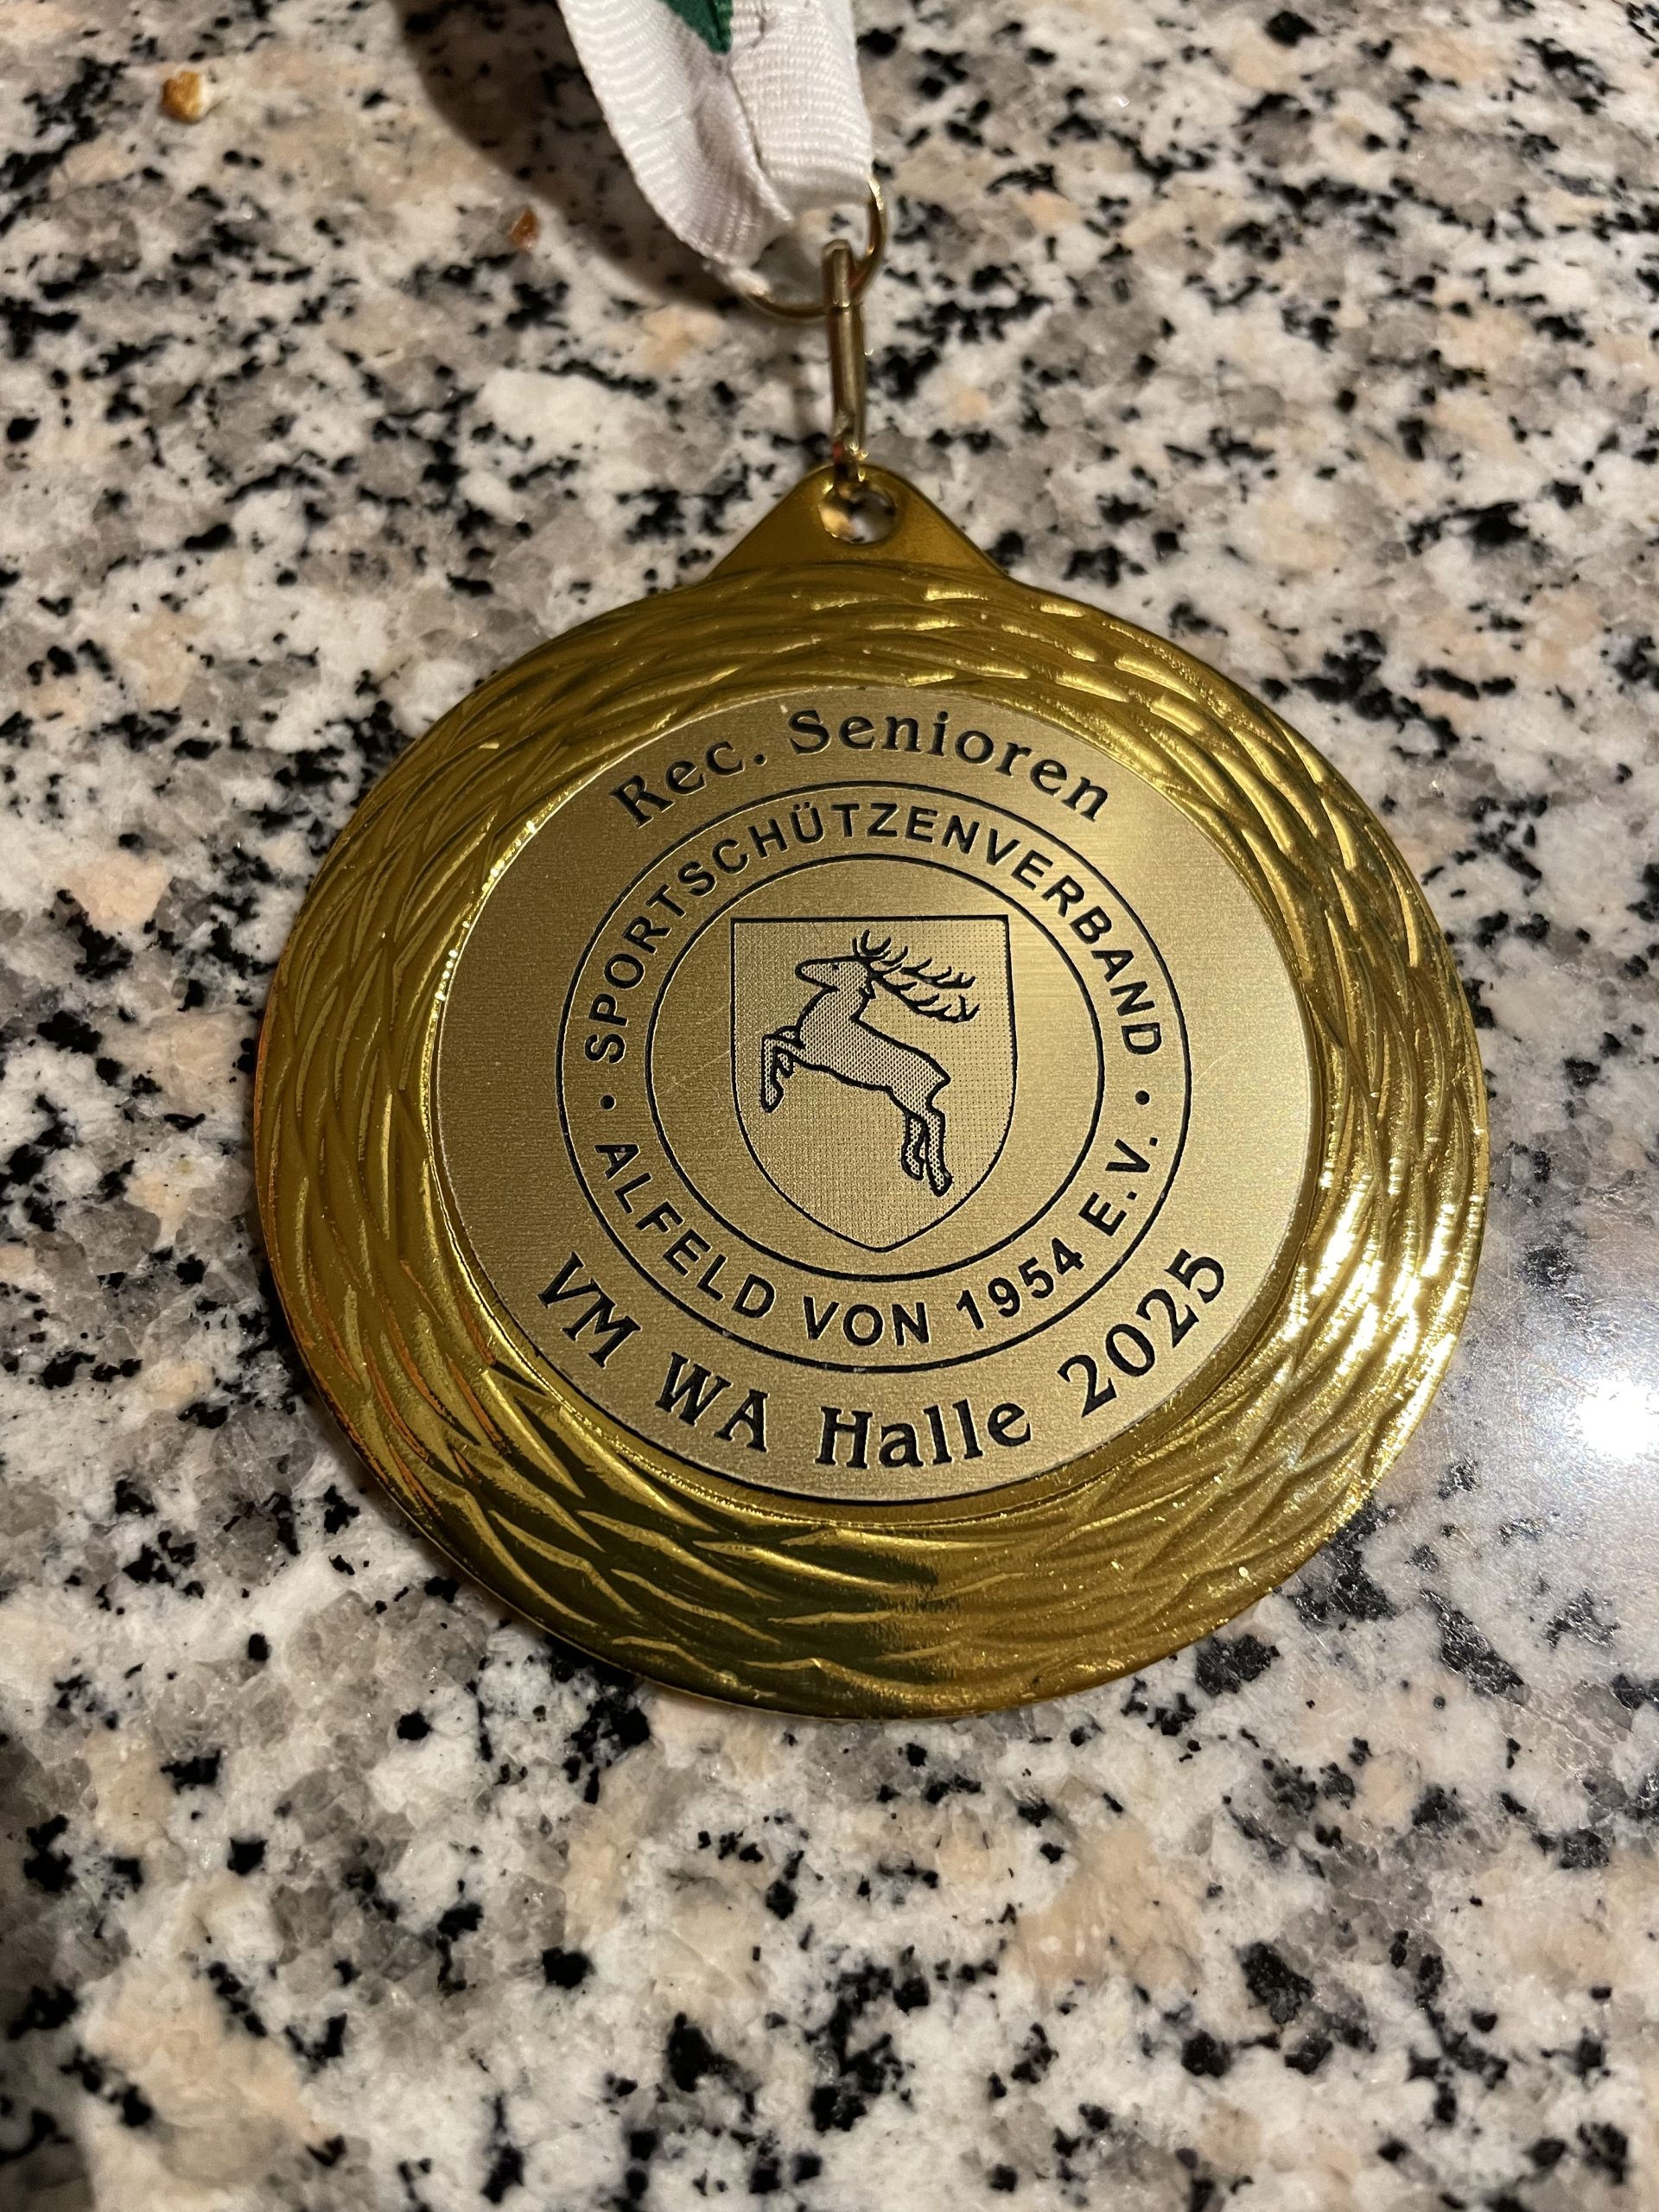 Rec. Senioren
• SPORTSCHÜTZENVERBAND •
ALFELD VON 1954 E.V.
VM WA Halle 2025